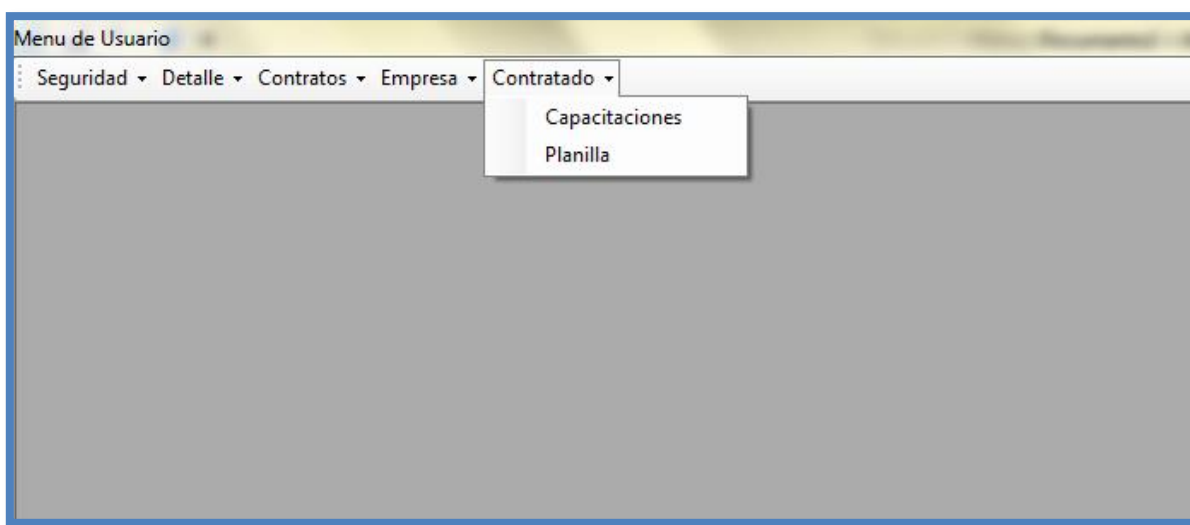 Menu de Usuario
Seguridad Detalle Contratos Empresa Contratado
Capacitaciones
Planilla